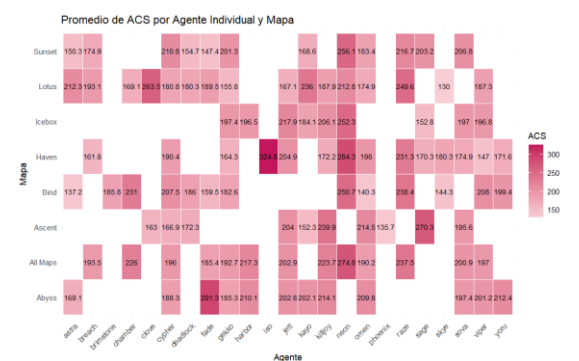 Promedio de ACS por Agente Individual y Mapa
Sunset 150.3 174.9 210.8 154.7 147.4 201.3 168.6 256.1 183.4 216.7 203.2 206.8
Lotus 212.3 193.1 169.1 263.5 180.8 180.3 189.5 155.8 167.1 236 187.9 212.8 174.9 249.6 130 187.3
Icebox 197.4 196.5 217.9 184.1 206.1 252.3 152.8 197 196.8
Haven 161.8 190.4 164.3 324.6 204.9 172.2 284.3 198 231.3 170.3 180.3 174.9 147 171.6
Bind 137.2 185.6 231 207.5 186 159.5 182.6 250.7 140.3 238.4 144.3 208 199.4
Ascent 163 166.9 172.3 204 152.3 239.9 214.5 135.7 270.3 195.6
All Maps 193.5 226 196 185.4 192.7 217.3 202.9 223.7 274.8 190.2 237.5 200.9 197
Abyss 169.1 188.3 291.3 185.3 210.1 202.8 202.1 214.1 209.8 197.4 201.2 212.4
Mapa
astra breach brimstone chamber clove cypher deadlock fade gekko harbor iso jett kayo killjoy neon omen phoenix raze sage skye sova viper yoru
Agente
ACS
300
250
200
150